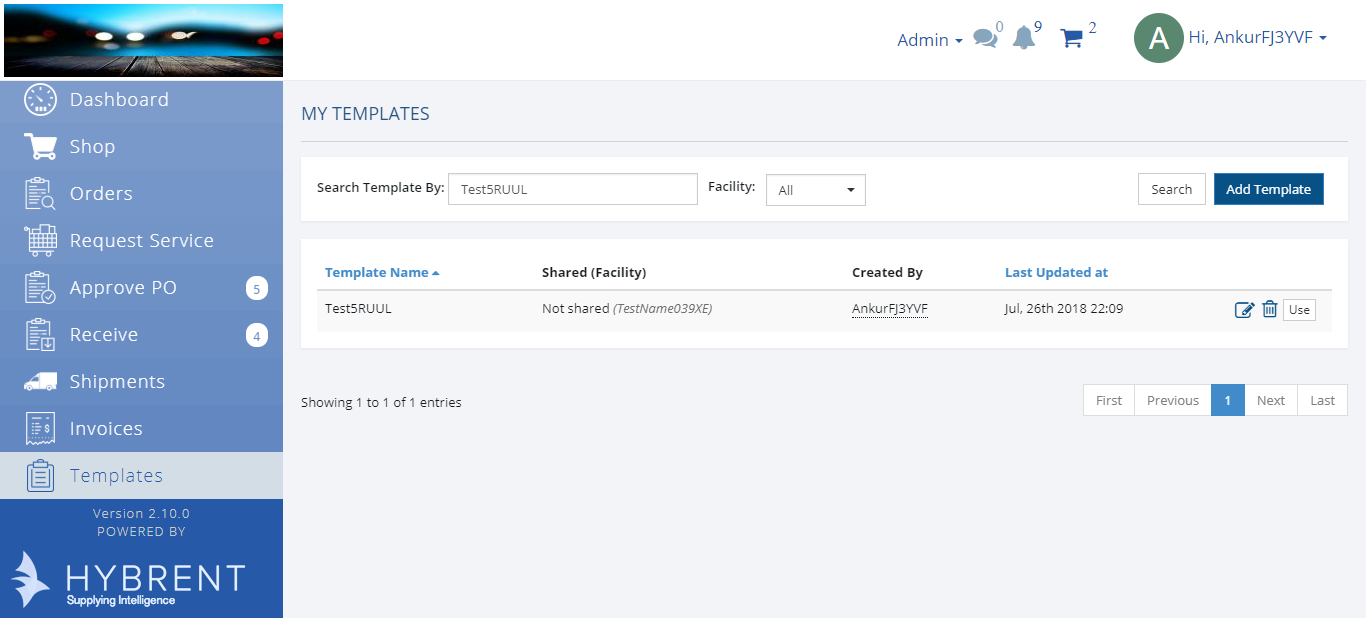 Admin 0 9 2 A Hi, AnkurFJ3YVF
Dashboard
Shop
Orders
Request Service
Approve PO 5
Receive 4
Shipments
Invoices
Templates
Version 2.10.0
POWERED BY
HYBRENT
Supplying Intelligence
MY TEMPLATES
Search Template By: Test5RUUL Facility: All Search Add Template
Template Name Shared (Facility) Created By Last Updated at
Test5RUUL Not shared (TestName039XE) AnkurFJ3YVF Jul, 26th 2018 22:09 Use
Showing 1 to 1 of 1 entries First Previous 1 Next Last